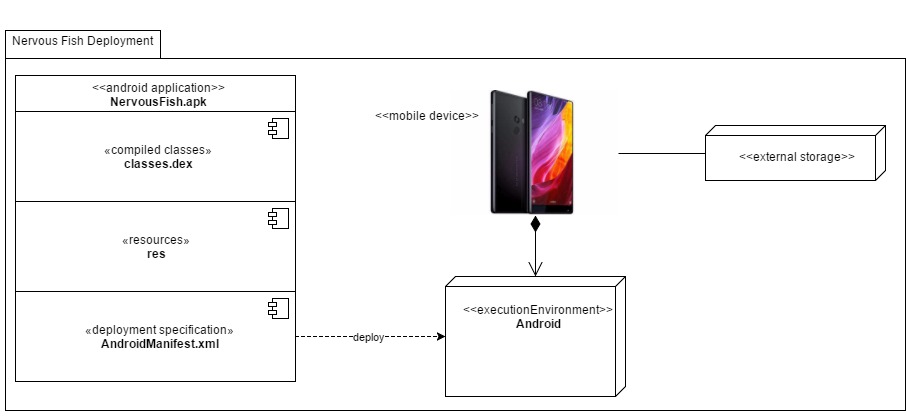 Nervous Fish Deployment
<<android application>>
NervousFish.apk
«compiled classes»
classes.dex
«resources»
res
«deployment specification»
AndroidManifest.xml
deploy
<<mobile device>>
<<external storage>>
<<executionEnvironment>>
Android